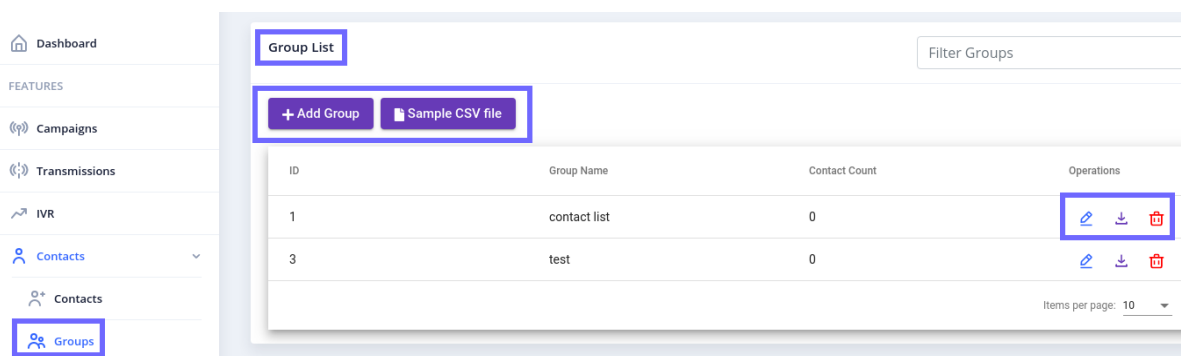 Dashboard
FEATURES
Campaigns
Transmissions
IVR
Contacts
Contacts
Groups
Group List
Filter Groups
+ Add Group
Sample CSV file
ID Group Name Contact Count Operations
1 contact list 0
3 test 0
Items per page: 10